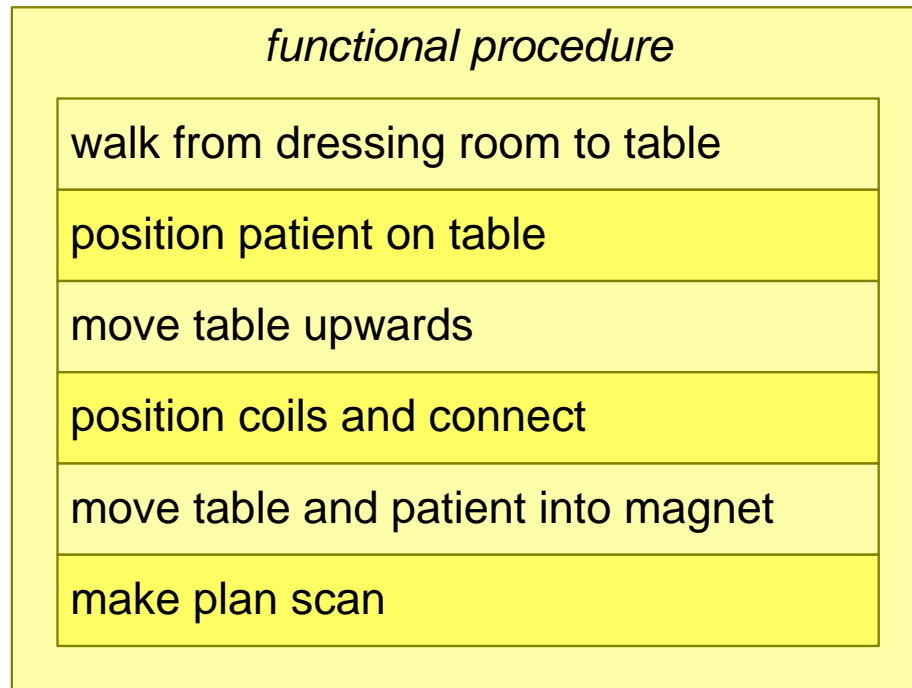 functional procedure
walk from dressing room to table
position patient on table
move table upwards
position coils and connect
move table and patient into magnet
make plan scan